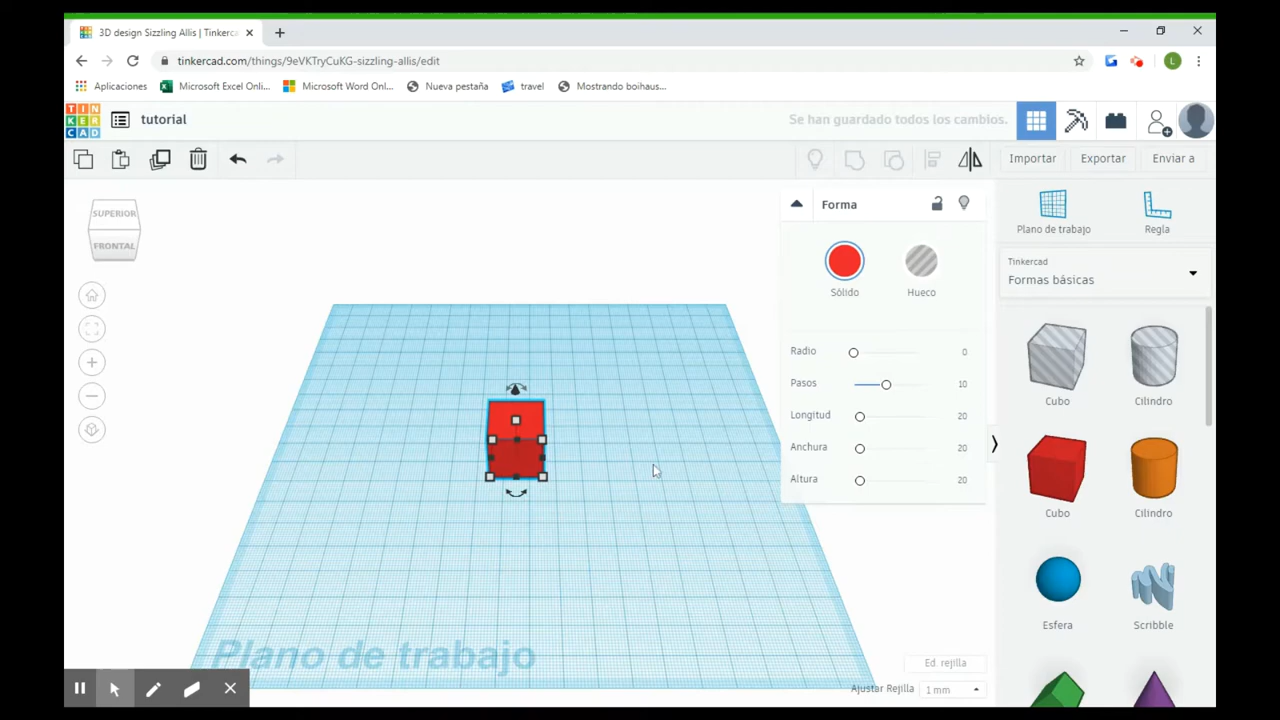 3D design Sizzling Allis | Tinkerca
tinkercad.com/things/9eVKTryCuKG-sizzling-allis/edit
L
Aplicaciones Microsoft Excel Onli... Microsoft Word Onl... Nueva pestaña travel Mostrando boihaus...
TIN
KER
CAD
tutorial
Se han guardado todos los cambios.
Importar Exportar Enviar a
SUPERIOR
FRONTAL
Forma
Sólido Hueco
Radio 0
Pasos 10
Longitud 20
Anchura 20
Altura 20
Plano de trabajo Regla
Tinkercad
Formas básicas
Cubo Cilindro
Cubo Cilindro
Esfera Scribble
Plano de trabajo
Ed. rejilla
Ajustar Rejilla 1 mm